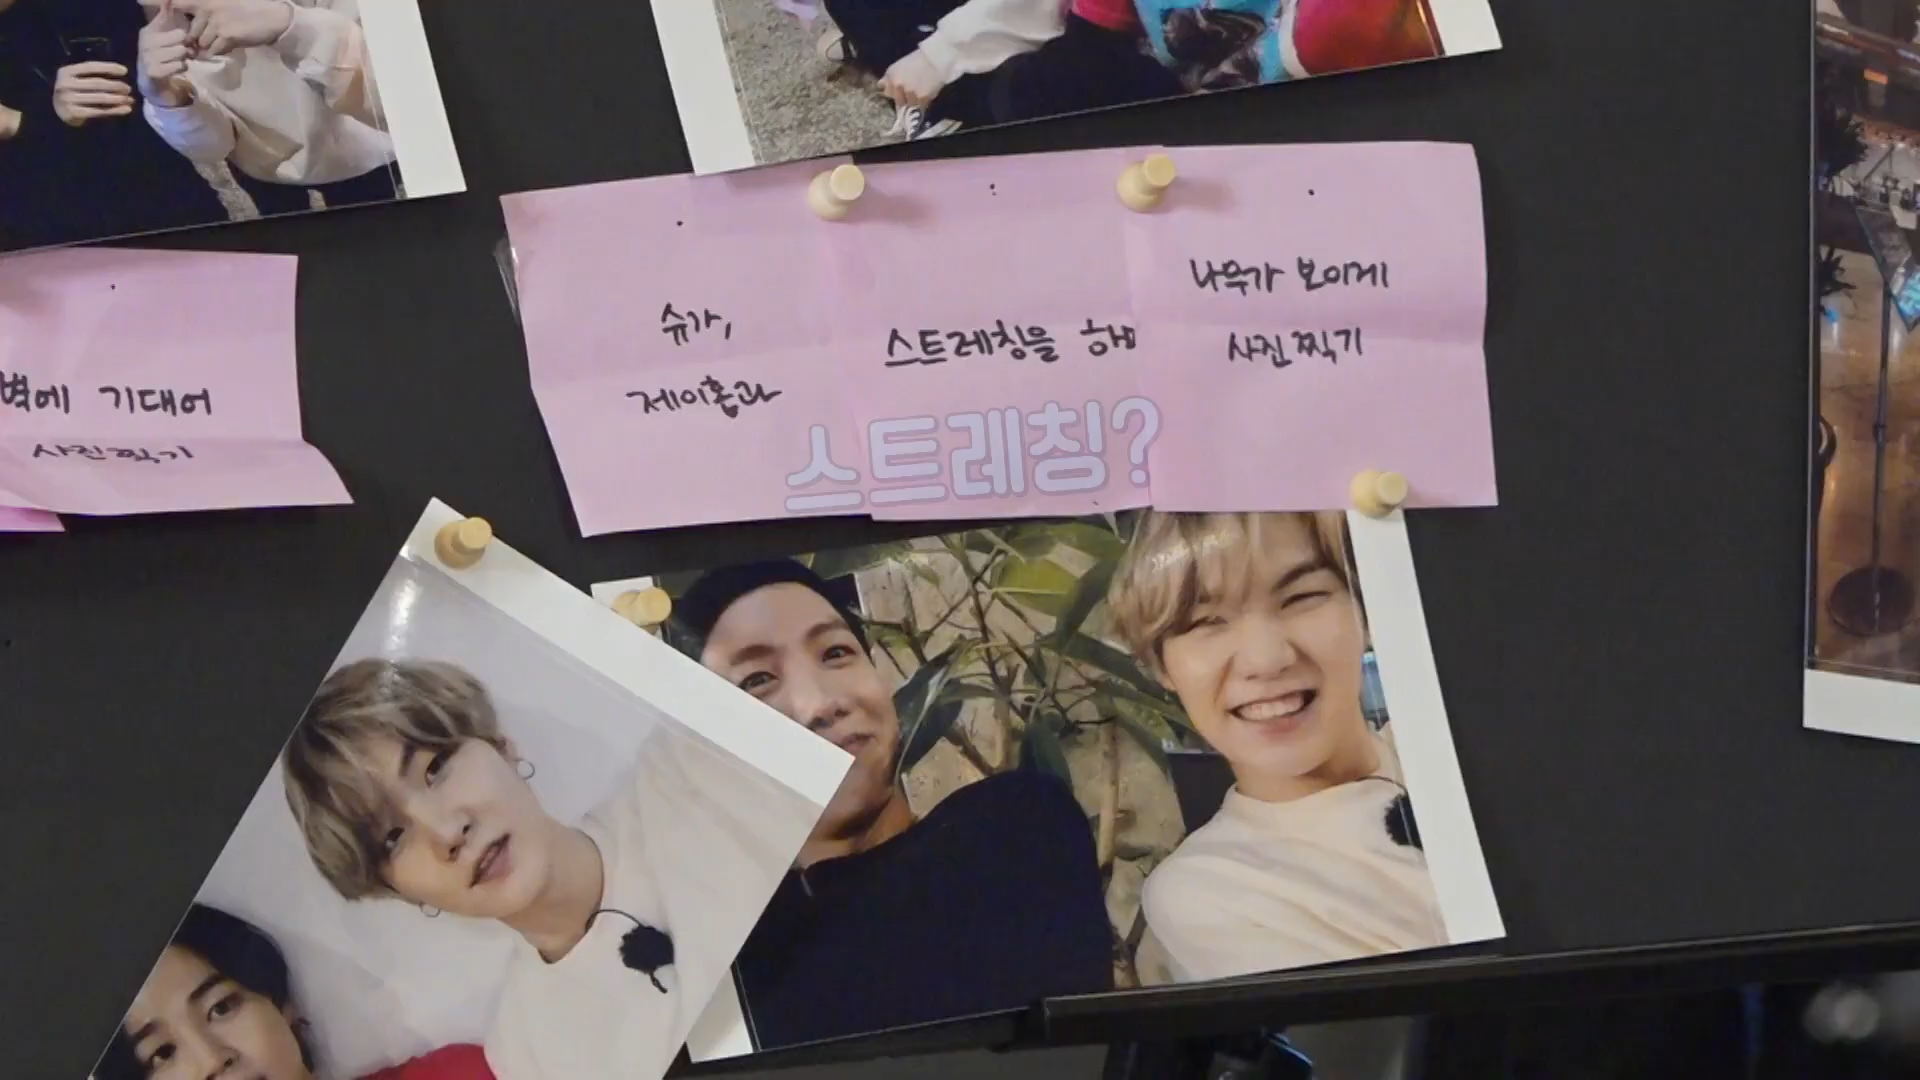 벽에 기대어
사진찍기
슈가,
제이홉과
스트레칭을 해
나무가 보이게
사진찍기
스트레칭?